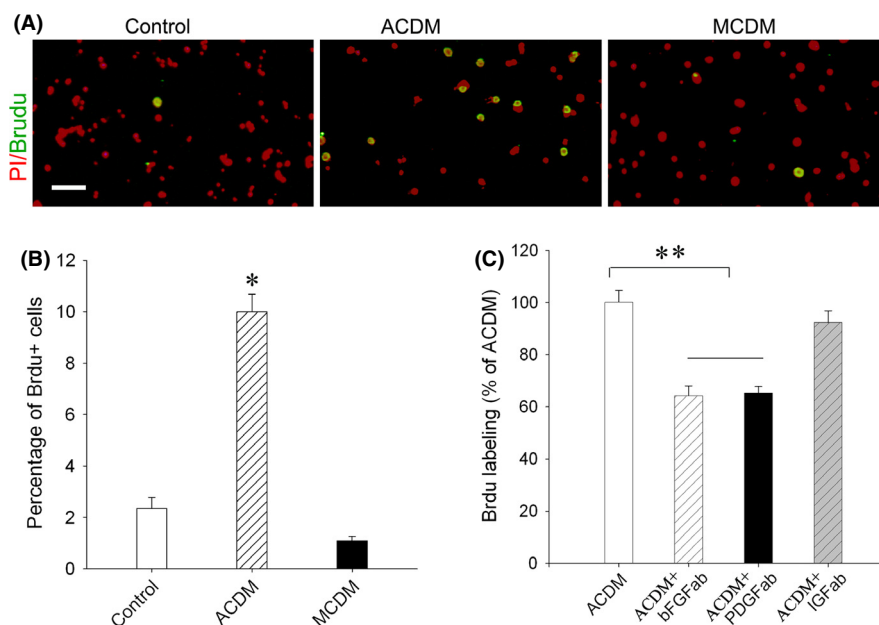 (A)
Control ACDM MCDM
PI/Brudu
(B)
Percentage of Brdu+ cells
12
10
8
6
4
2
0
*
Control ACDM MCDM
(C)
Brdu labeling (% of ACDM)
120
100
80
60
40
20
0
**
ACDM
ACDM+
bFGFab
ACDM+
PDGFab
ACDM+
IGFab